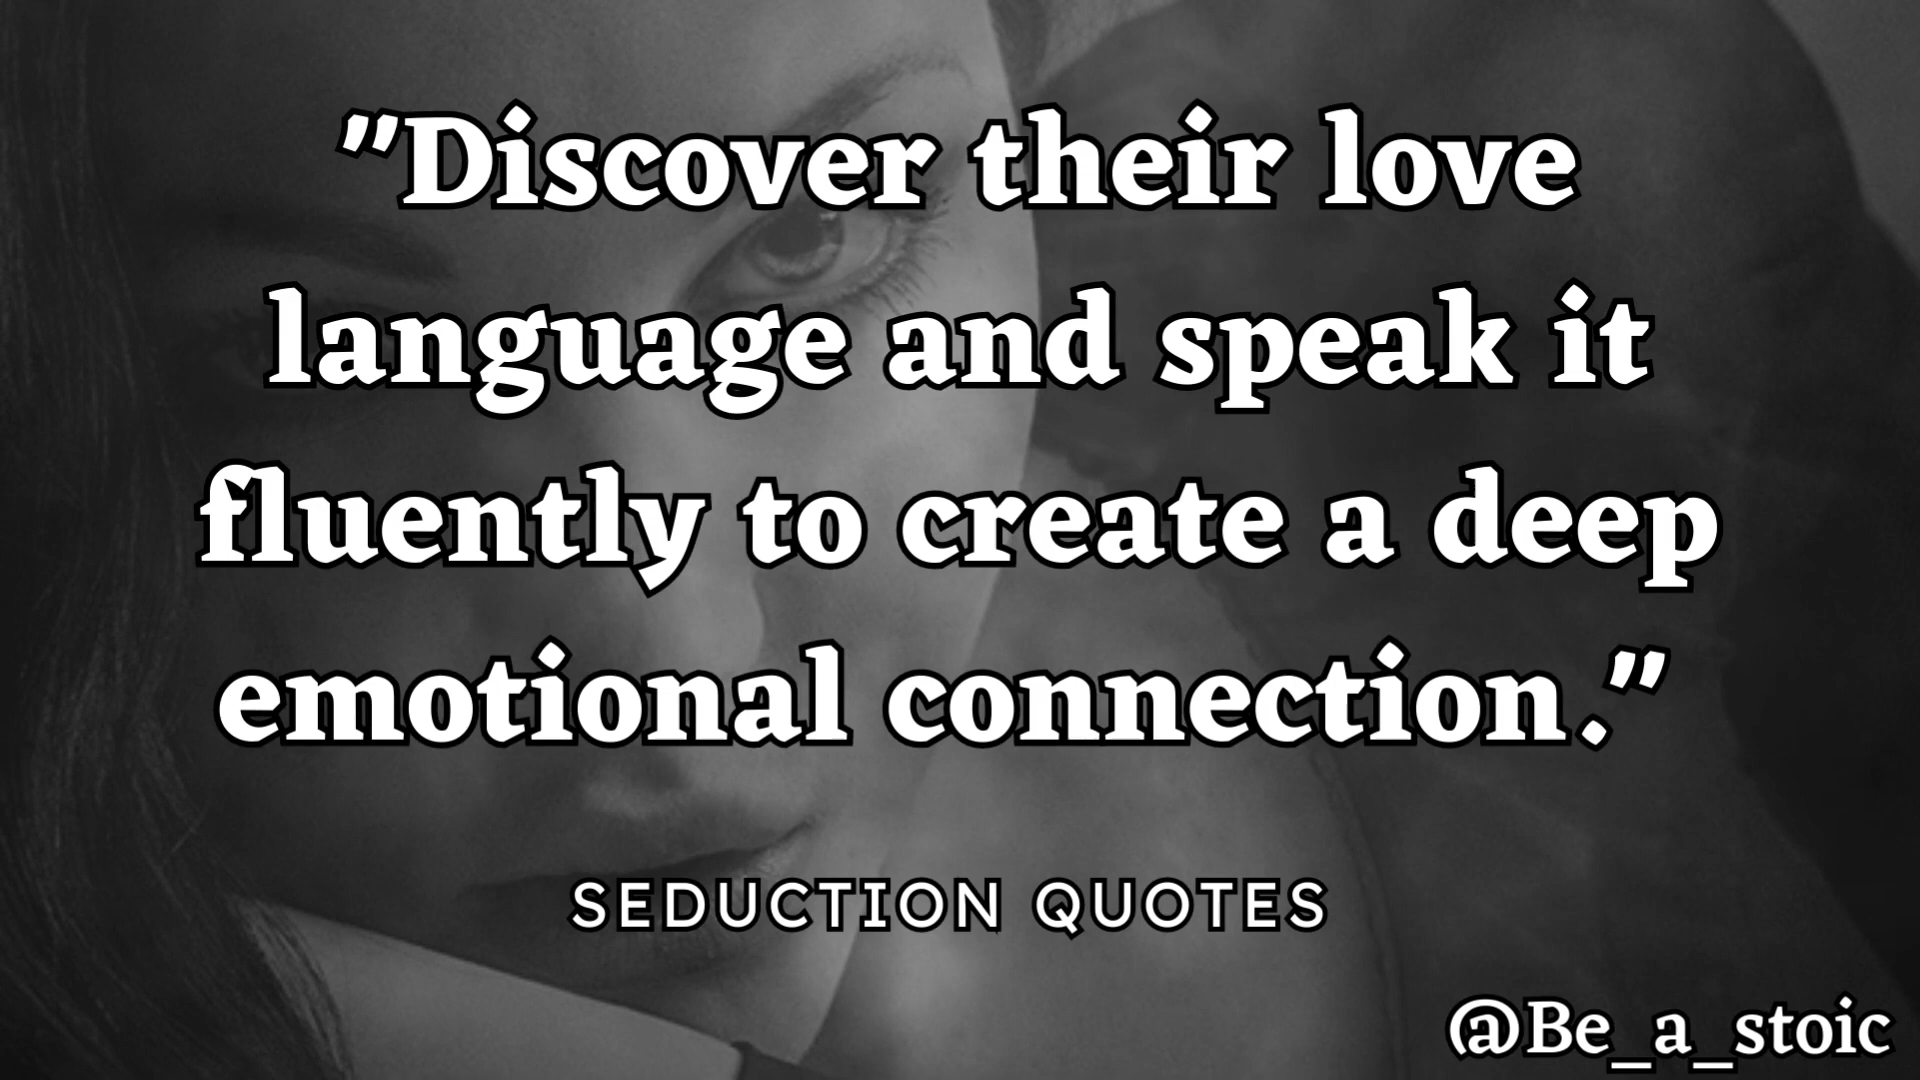 "Discover their love
language and speak it
fluently to create a deep
emotional connection."
SEDUCTION QUOTES
@Be_a_stoic